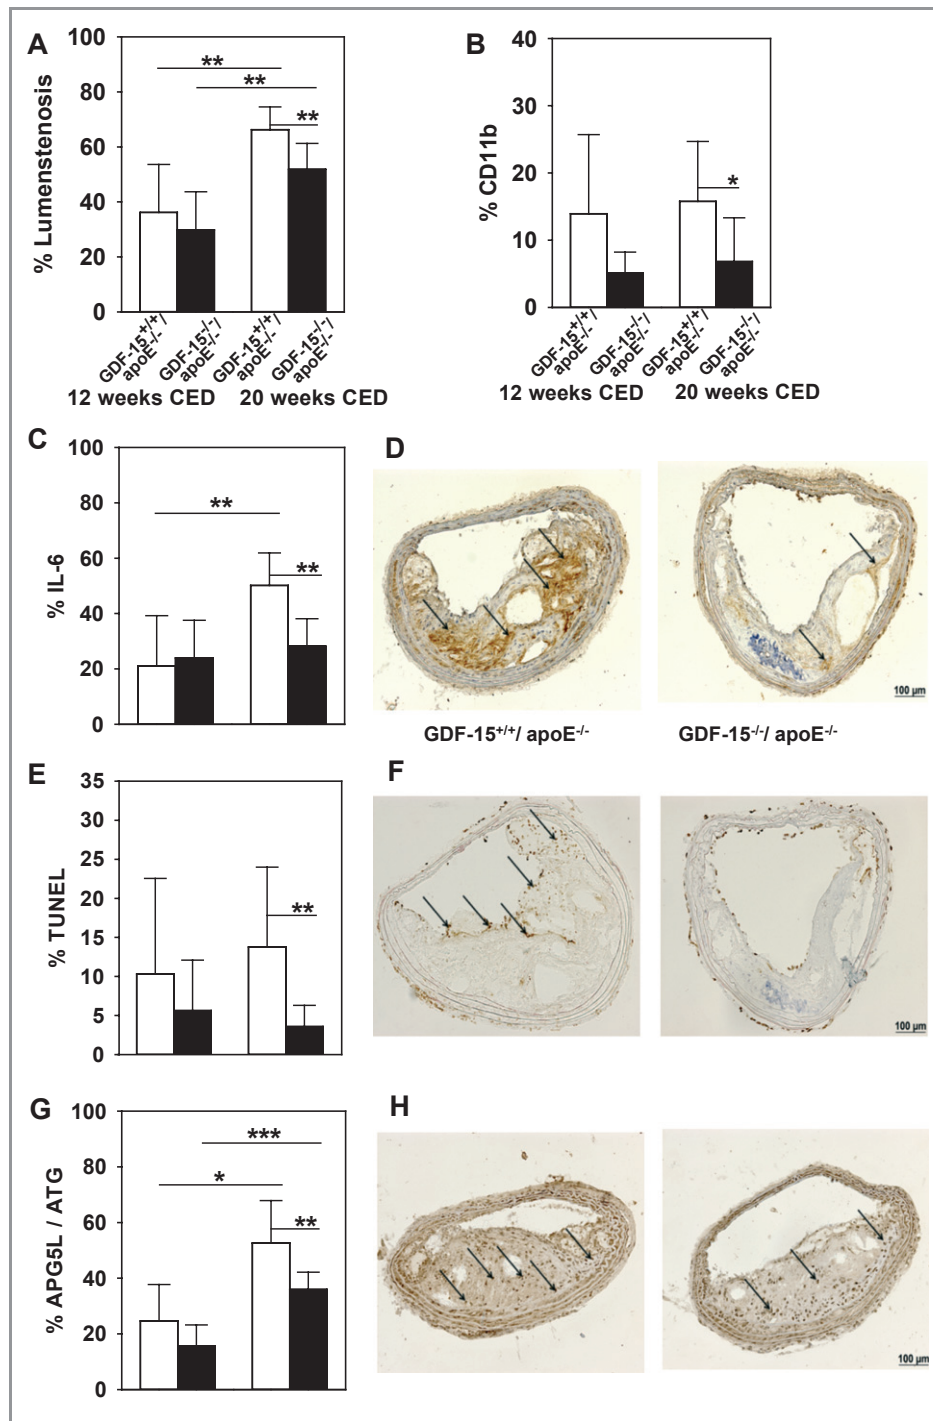 A
% Lumenstenosis
100
80
60
40
20
0
**
**
**
GDF-15+/+/
apoE-/-
GDF-15-/-/
apoE-/-
GDF-15+/+/
apoE-/-
GDF-15-/-/
apoE-/-
12 weeks CED
20 weeks CED
B
% CD11b
40
30
20
10
0
*
GDF-15+/+/
apoE-/-
GDF-15-/-/
apoE-/-
GDF-15+/+/
apoE-/-
GDF-15-/-/
apoE-/-
12 weeks CED
20 weeks CED
C
% IL-6
100
80
60
40
20
0
**
**
D
100 µm
GDF-15+/+/ apoE-/-
GDF-15-/-/ apoE-/-
E
% TUNEL
35
30
25
20
15
10
5
0
**
F
100 µm
G
% APG5L / ATG
100
80
60
40
20
0
***
*
**
H
100 µm